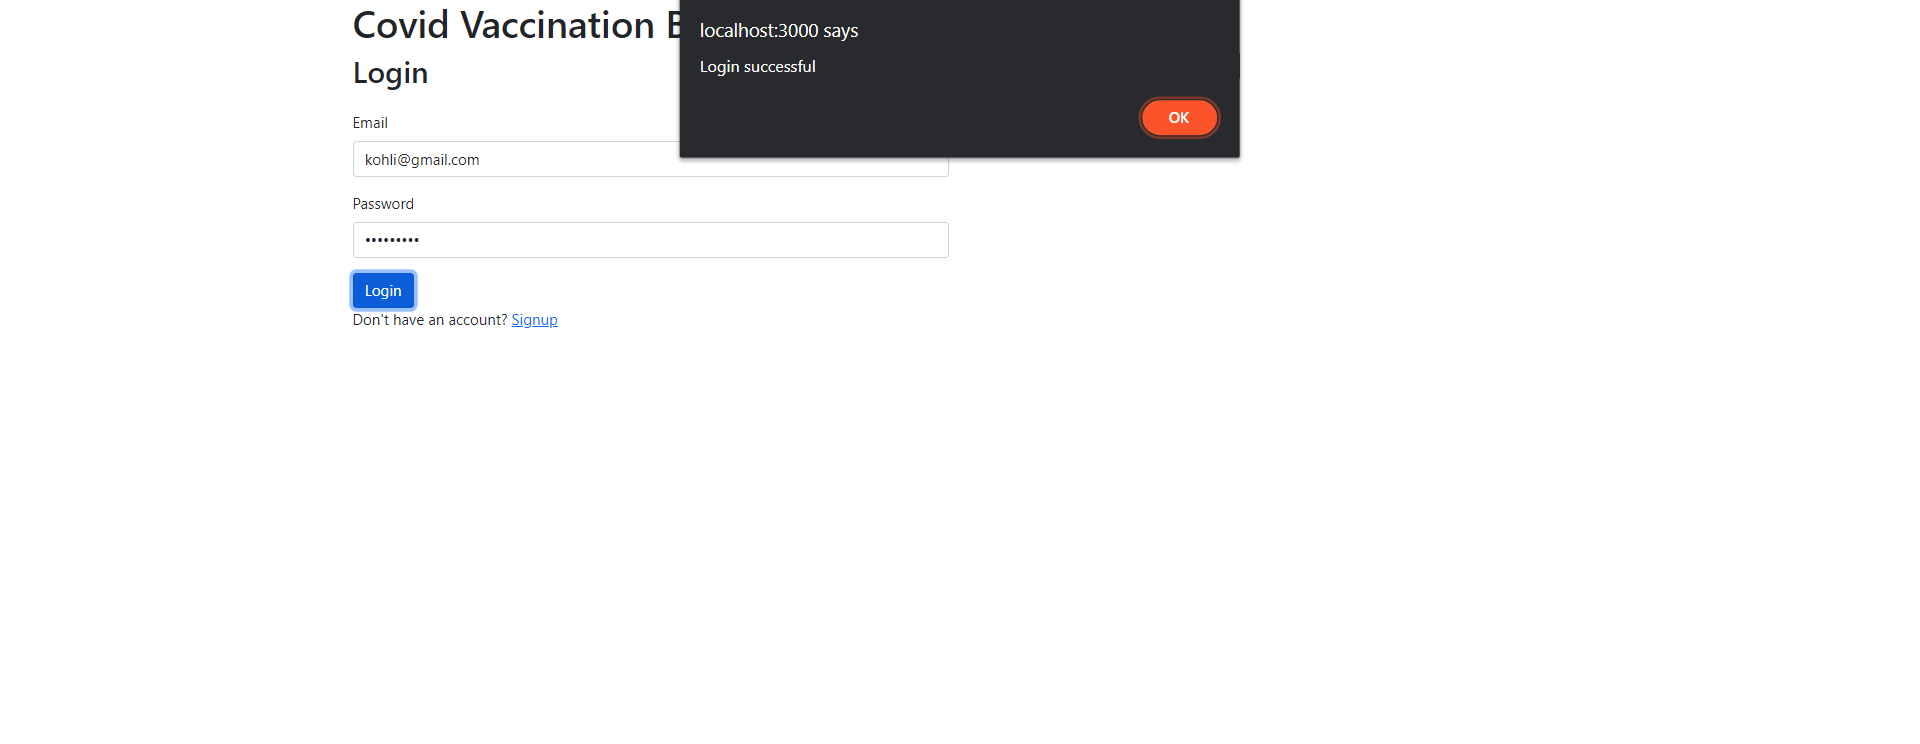 Covid Vaccination
Login
localhost:3000 says
Login successful
OK
Email
kohli@gmail.com
Password
•••••••••
Login
Don't have an account? Signup